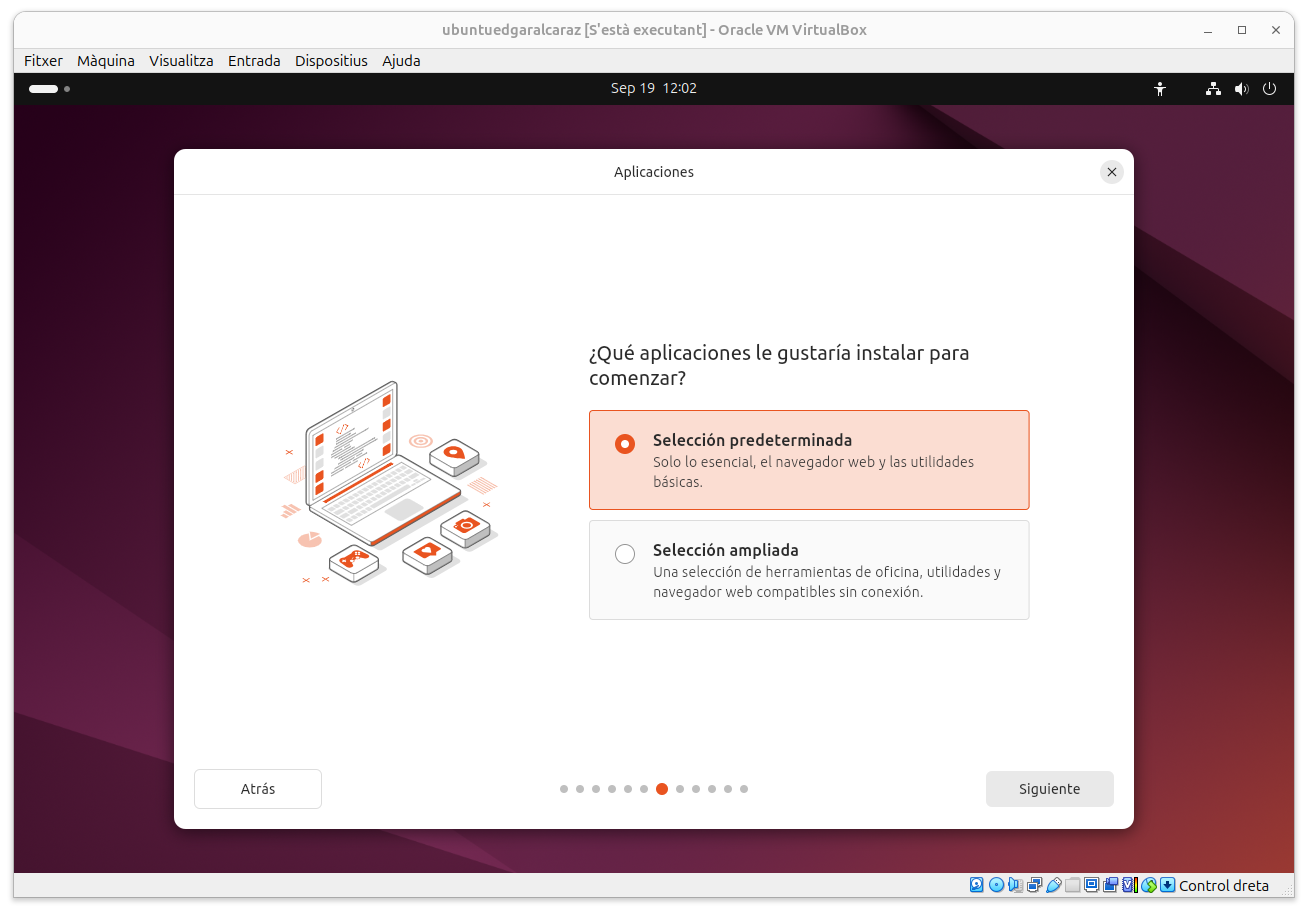 ubuntuedgaralcaraz [S'està executant] - Oracle VM VirtualBox
Fitxer Màquina Visualitza Entrada Dispositius Ajuda
Sep 19 12:02
Aplicaciones
¿Qué aplicaciones le gustaría instalar para
comenzar?
Selección predeterminada
Solo lo esencial, el navegador web y las utilidades
básicas.
Selección ampliada
Una selección de herramientas de oficina, utilidades y
navegador web compatibles sin conexión.
Atrás
Siguiente
Control dreta